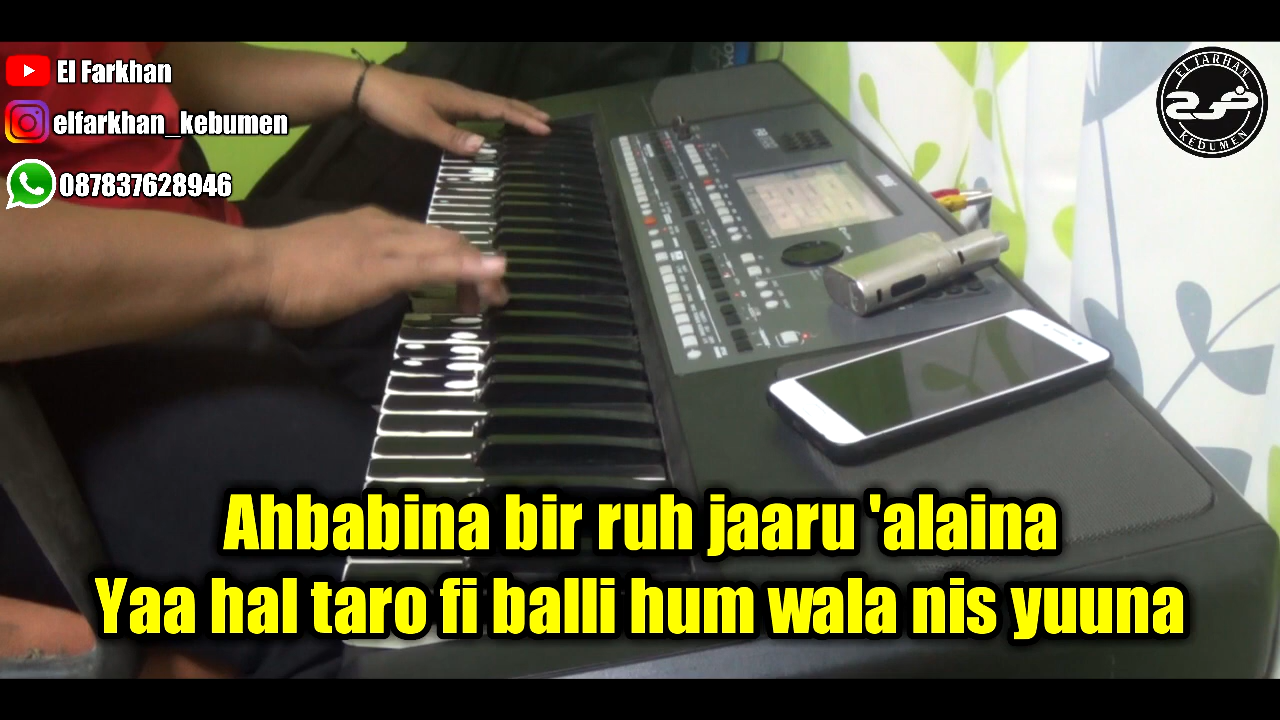 El Farkhan
elfarkhan_kebumen
087837628946
EL FARHAN
KEBUMEN
Ahbabina bir ruh jaaru 'alaina
Yaa hal taro fi balli hum wala nis yuuna